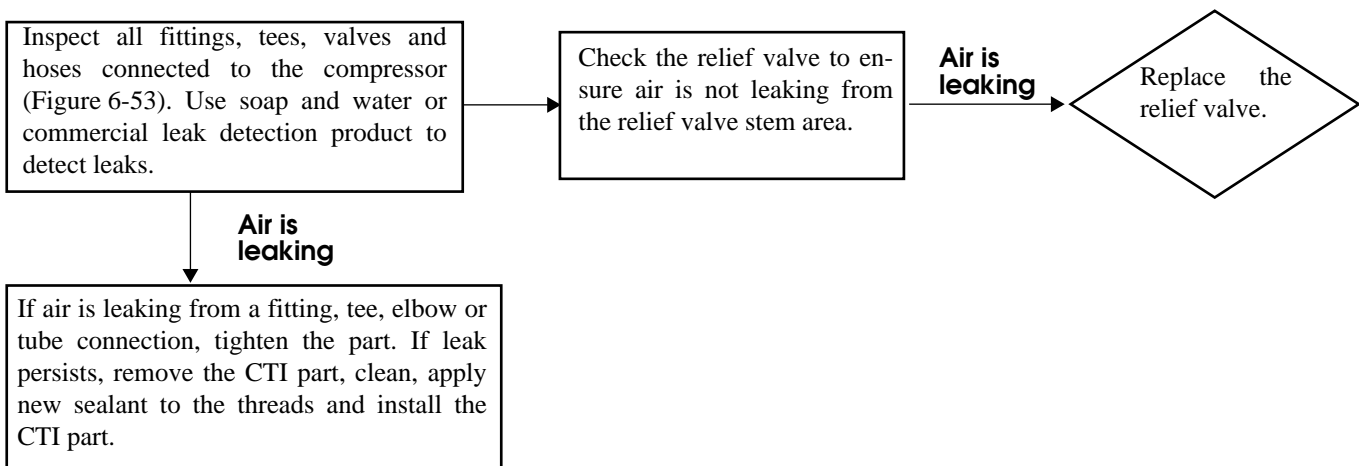 Inspect all fittings, tees, valves and
hoses connected to the compressor
(Figure 6-53). Use soap and water or
commercial leak detection product to
detect leaks.
Check the relief valve to en-
sure air is not leaking from
the relief valve stem area.
Air is
leaking
Replace the
relief valve.
Air is
leaking
If air is leaking from a fitting, tee, elbow or
tube connection, tighten the part. If leak
persists, remove the CTI part, clean, apply
new sealant to the threads and install the
CTI part.